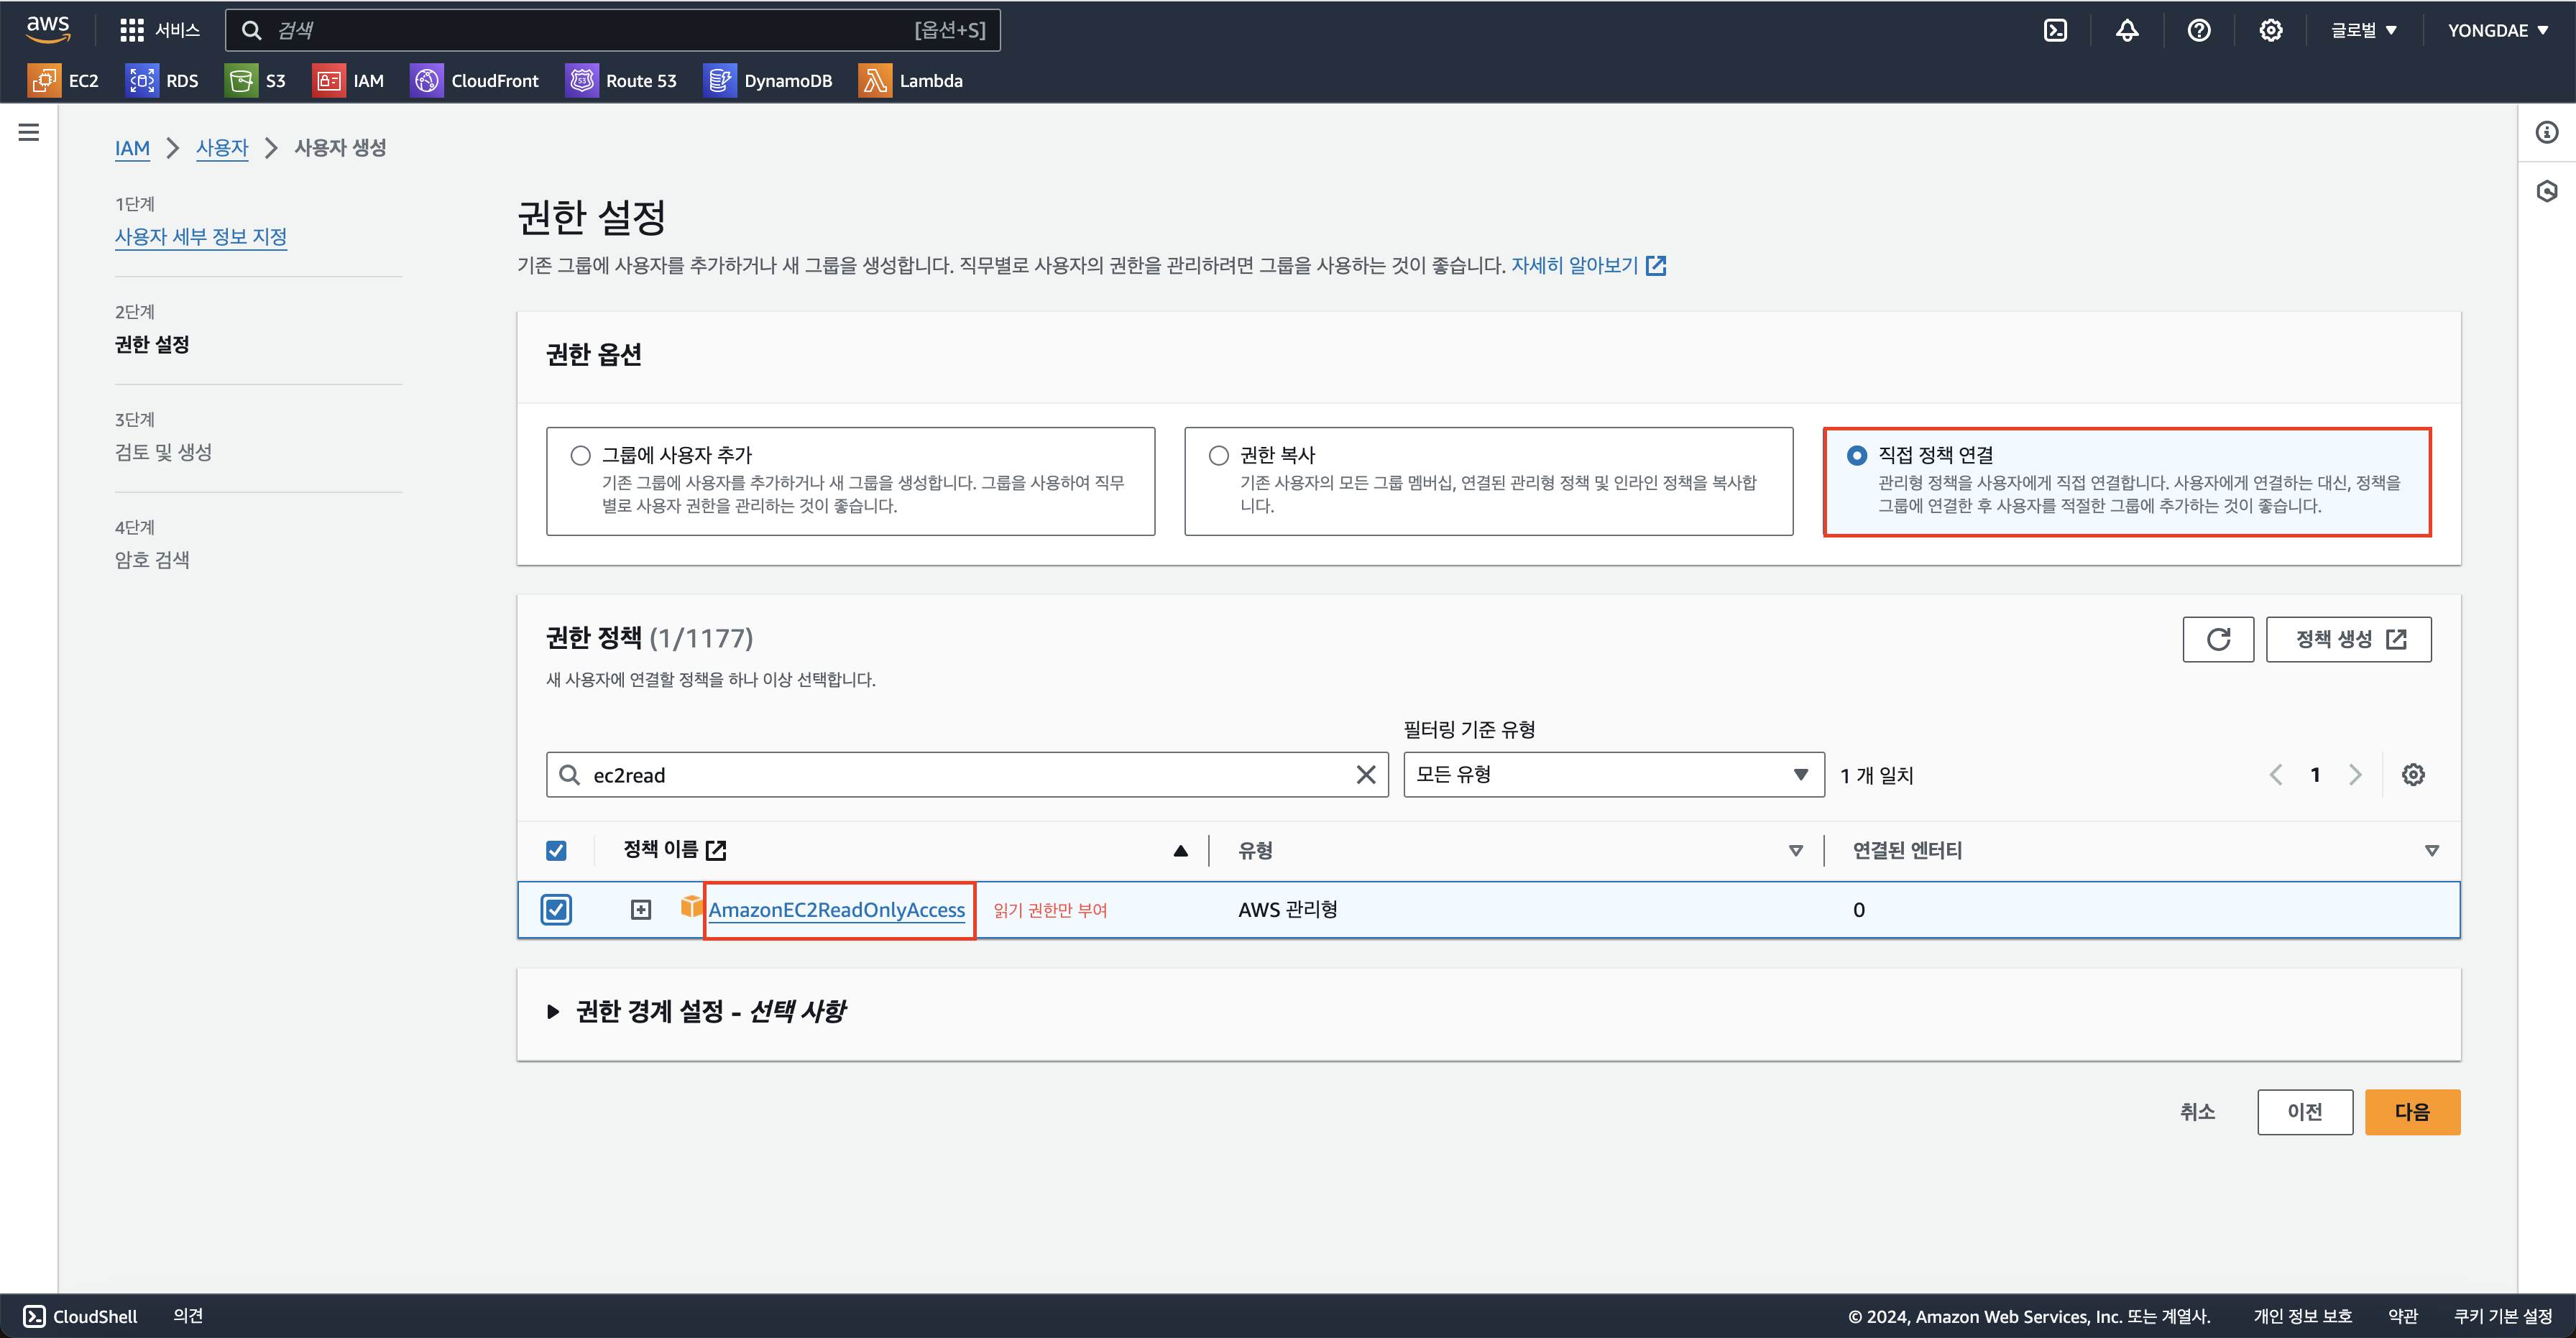 aws
서비스
검색
[옵션+S]
글로벌
YONGDAE
EC2
RDS
S3
IAM
CloudFront
Route 53
DynamoDB
Lambda
IAM
사용자
사용자 생성
1단계
사용자 세부 정보 지정
2단계
권한 설정
3단계
검토 및 생성
4단계
암호 검색
권한 설정
기존 그룹에 사용자를 추가하거나 새 그룹을 생성합니다. 직무별로 사용자의 권한을 관리하려면 그룹을 사용하는 것이 좋습니다. 자세히 알아보기
권한 옵션
그룹에 사용자 추가
기존 그룹에 사용자를 추가하거나 새 그룹을 생성합니다. 그룹을 사용하여 직무
별로 사용자 권한을 관리하는 것이 좋습니다.
권한 복사
기존 사용자의 모든 그룹 멤버십, 연결된 관리형 정책 및 인라인 정책을 복사합
니다.
직접 정책 연결
관리형 정책을 사용자에게 직접 연결합니다. 사용자에게 연결하는 대신, 정책을
그룹에 연결한 후 사용자를 적절한 그룹에 추가하는 것이 좋습니다.
권한 정책 (1/1177)
정책 생성
새 사용자에 연결할 정책을 하나 이상 선택합니다.
필터링 기준 유형
ec2read
모든 유형
1 개 일치
1
정책 이름
유형
연결된 엔터티
AmazonEC2ReadOnlyAccess
읽기 권한만 부여
AWS 관리형
0
권한 경계 설정 - 선택 사항
취소
이전
다음
CloudShell
의견
© 2024, Amazon Web Services, Inc. 또는 계열사.
개인 정보 보호
약관
쿠키 기본 설정